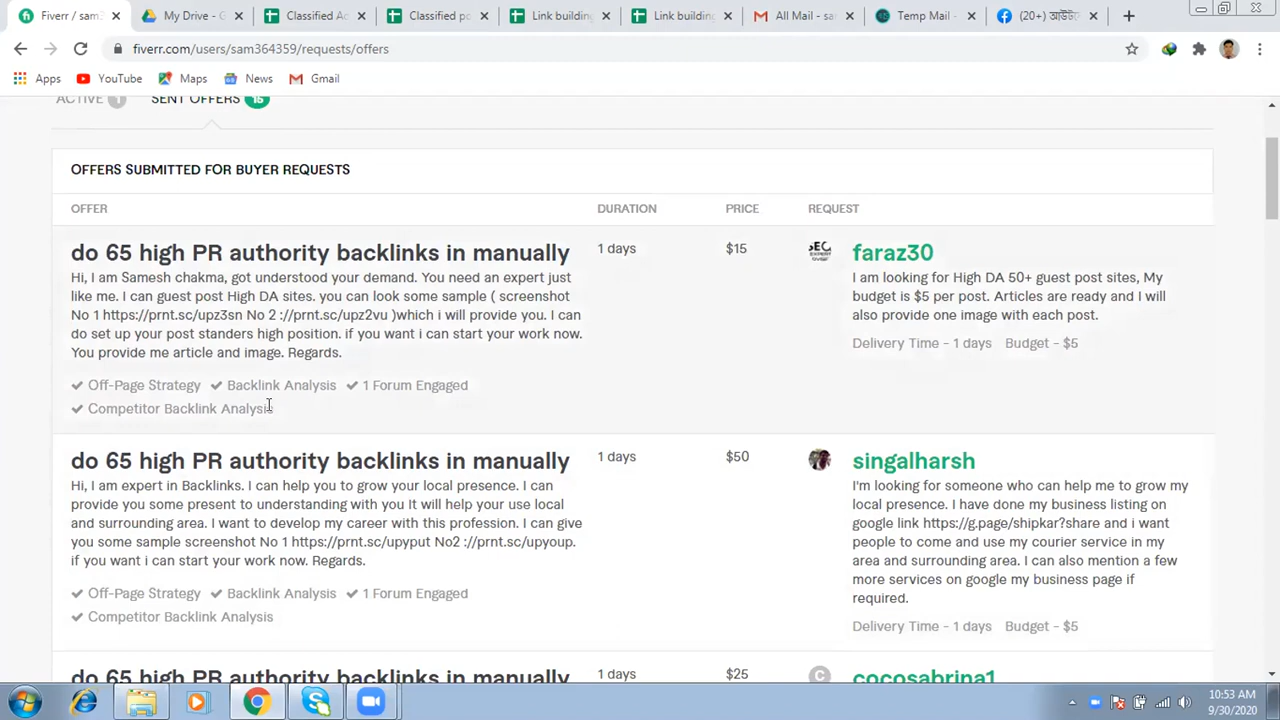 Fiverr / sam3
My Drive - G
Classified Ac
Classified po
Link building
Link building
All Mail - sar
Temp Mail -
(20+)
fiverr.com/users/sam364359/requests/offers
Apps YouTube Maps News Gmail
ACTIVE 1 SENT OFFERS 15
OFFERS SUBMITTED FOR BUYER REQUESTS
OFFER DURATION PRICE REQUEST
do 65 high PR authority backlinks in manually
Hi, I am Samesh chakma, got understood your demand. You need an expert just
like me. I can guest post High DA sites. you can look some sample ( screenshot
No 1 https://prnt.sc/upz3sn No 2 ://prnt.sc/upz2vu )which i will provide you. I can
do set up your post standers high position. if you want i can start your work now.
You provide me article and image. Regards.
Off-Page Strategy Backlink Analysis 1 Forum Engaged
Competitor Backlink Analysis
1 days
$15
faraz30
I am looking for High DA 50+ guest post sites, My
budget is $5 per post. Articles are ready and I will
also provide one image with each post.
Delivery Time - 1 days Budget - $5
do 65 high PR authority backlinks in manually
Hi, I am expert in Backlinks. I can help you to grow your local presence. I can
provide you some present to understanding with you It will help your use local
and surrounding area. I want to develop my career with this profession. I can give
you some sample screenshot No 1 https://prnt.sc/upyput No2 ://prnt.sc/upyoup.
if you want i can start your work now. Regards.
Off-Page Strategy Backlink Analysis 1 Forum Engaged
Competitor Backlink Analysis
1 days
$50
singalharsh
I'm looking for someone who can help me to grow my
local presence. I have done my business listing on
google link https://g.page/shipkar?share and i want
people to come and use my courier service in my
area and surrounding area. I can also mention a few
more services on google my business page if
required.
Delivery Time - 1 days Budget - $5
do 65 high PR authority backlinks in manually
1 days
$25
C
cocosabrina1
10:53 AM
9/30/2020